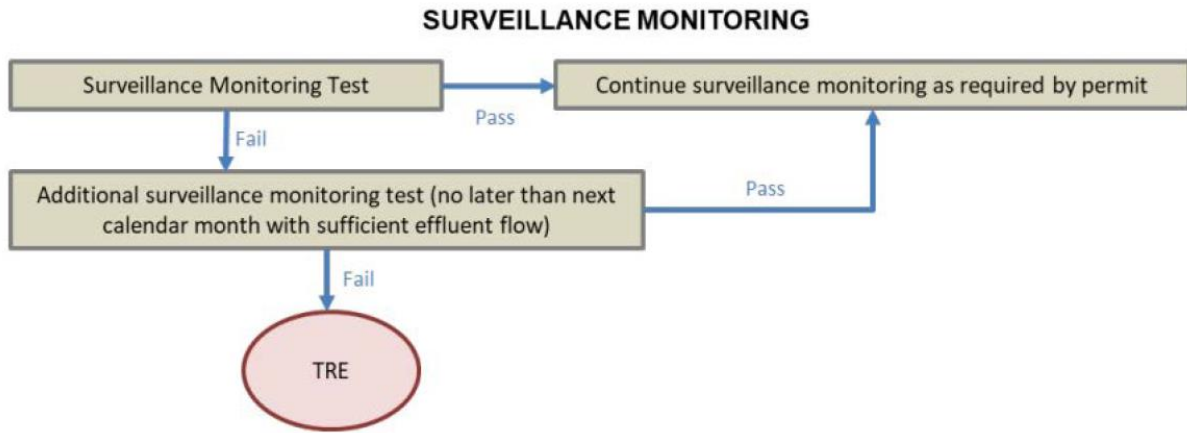 SURVEILLANCE MONITORING
Surveillance Monitoring Test
Pass
Continue surveillance monitoring as required by permit
Fail
Additional surveillance monitoring test (no later than next
calendar month with sufficient effluent flow)
Pass
Fail
TRE